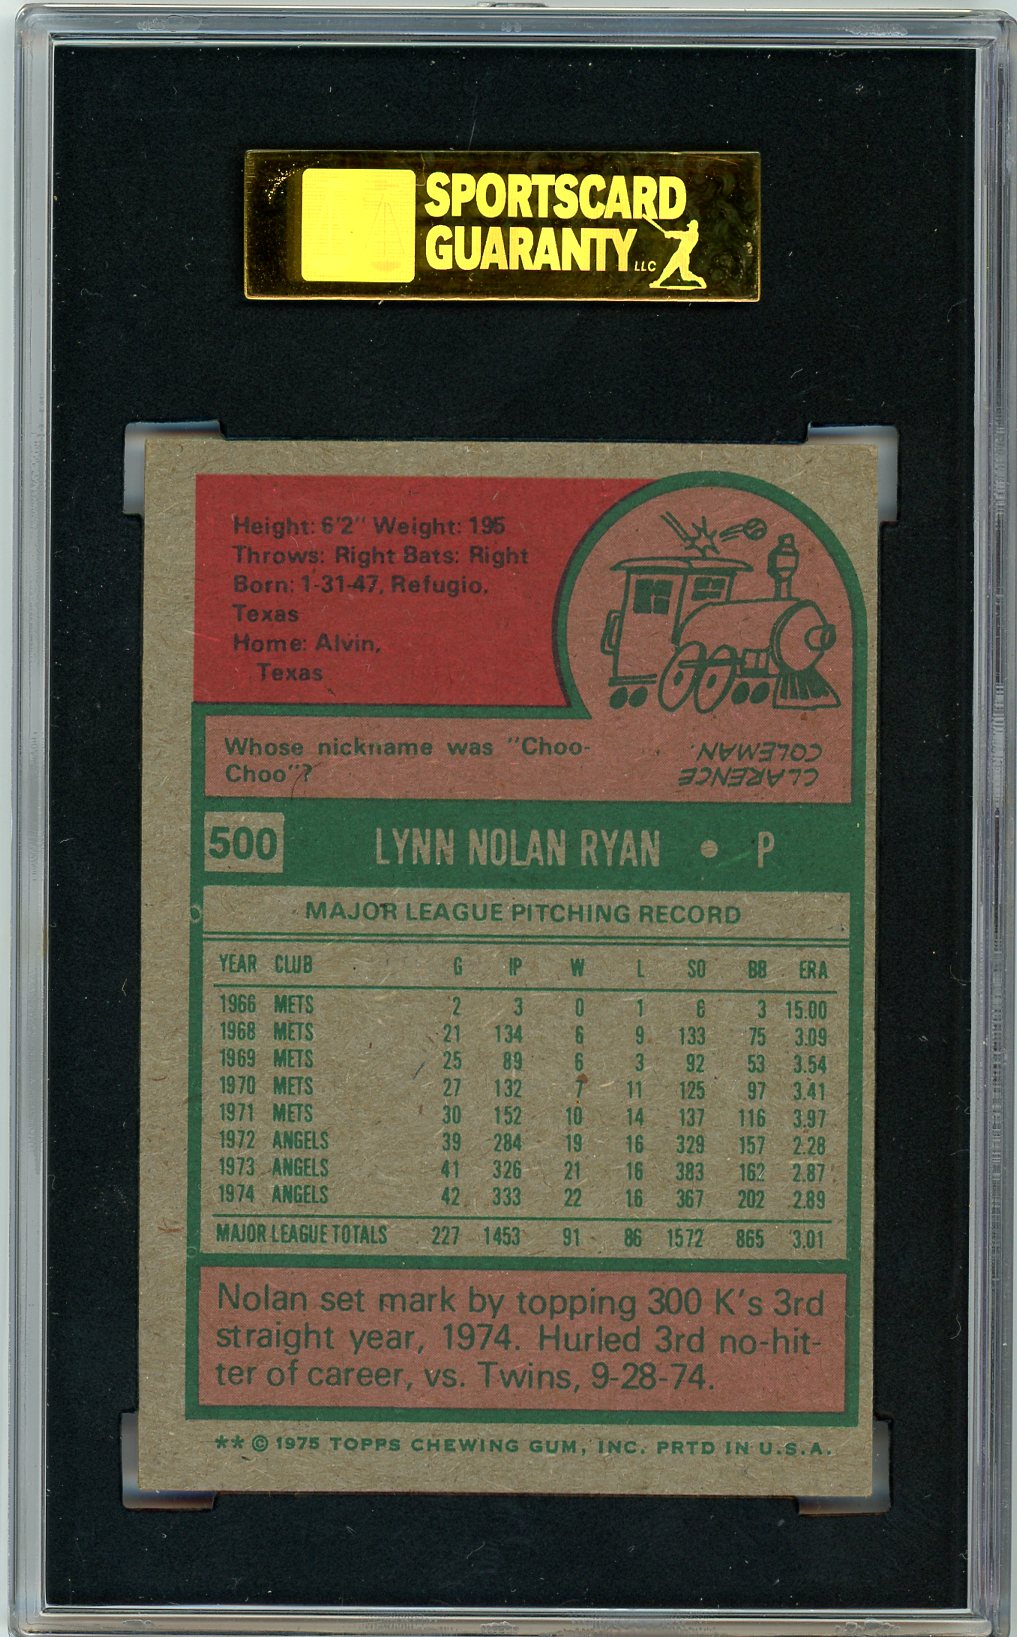 SPORTSCARD
GUARANTY LLC
Height: 6'2" Weight: 195
Throws: Right Bats: Right
Born: 1-31-47, Refugio,
Texas
Home: Alvin,
Texas
Whose nickname was "Choo-
Choo"?
CLARENCE
COLEMAN.
500 LYNN NOLAN RYAN • P
MAJOR LEAGUE PITCHING RECORD
YEAR CLUB G IP W L SO BB ERA
1966 METS 2 3 0 1 6 3 15.00
1968 METS 21 134 6 9 133 75 3.09
1969 METS 25 89 6 3 92 53 3.54
1970 METS 27 132 7 11 125 97 3.41
1971 METS 30 152 10 14 137 116 3.97
1972 ANGELS 39 284 19 16 329 157 2.28
1973 ANGELS 41 326 21 16 383 162 2.87
1974 ANGELS 42 333 22 16 367 202 2.89
MAJOR LEAGUE TOTALS 227 1453 91 86 1572 865 3.01
Nolan set mark by topping 300 K's 3rd
straight year, 1974. Hurled 3rd no-hit-
ter of career, vs. Twins, 9-28-74.
** © 1975 TOPPS CHEWING GUM, INC. PRTD IN U.S.A.